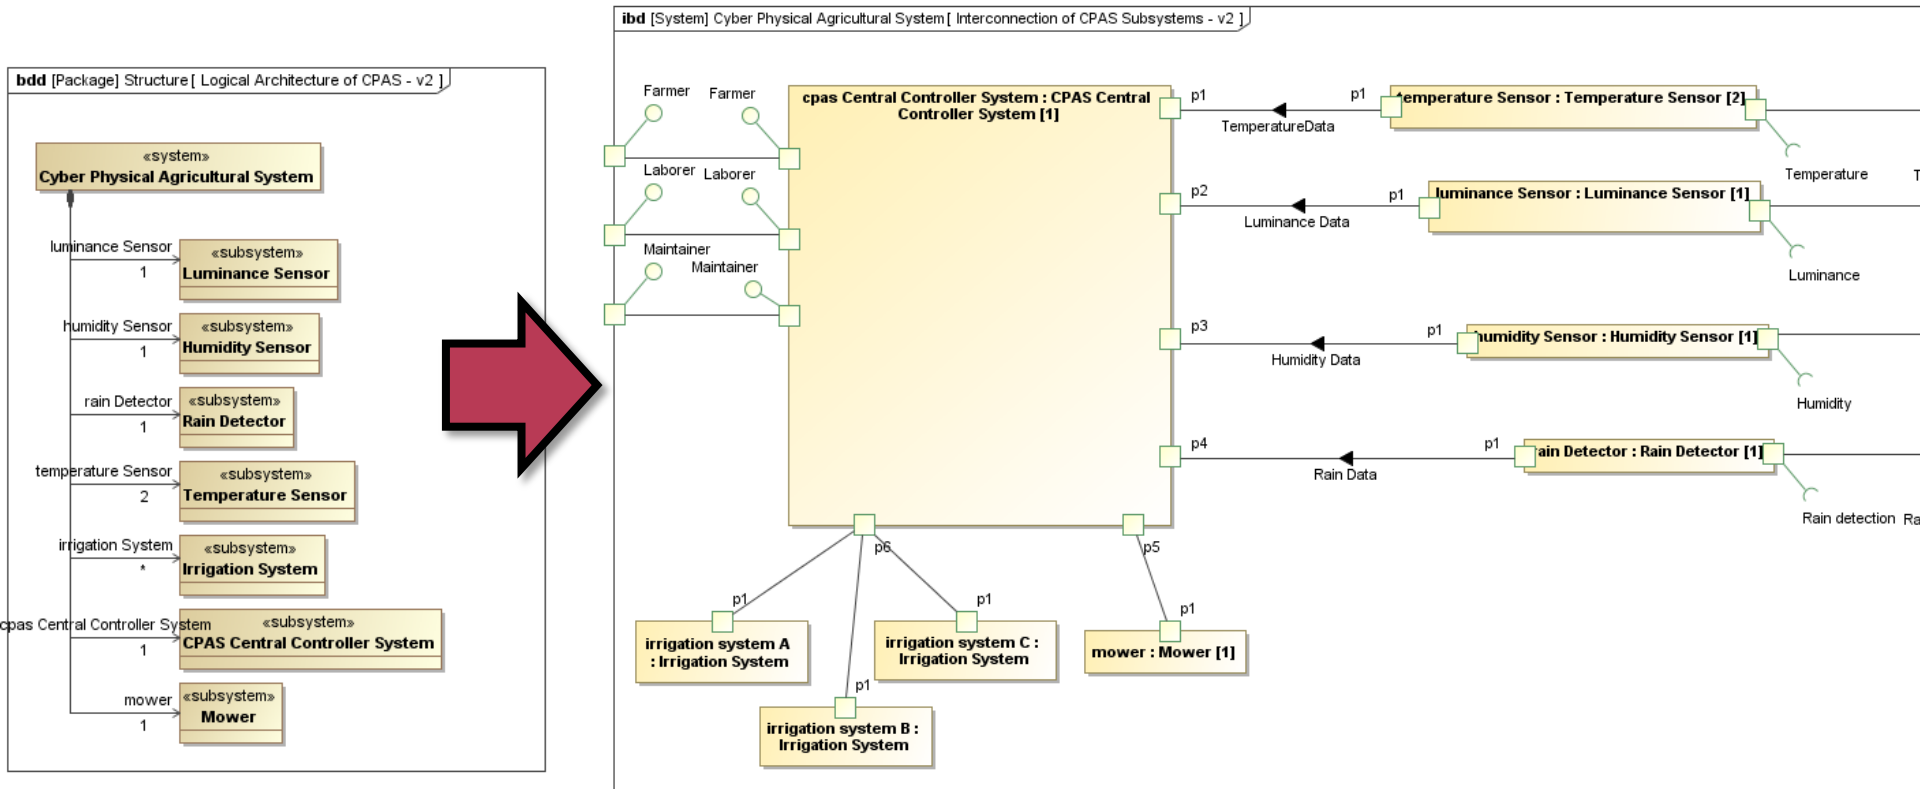 bdd [Package] Structure [ Logical Architecture of CPAS - v2 ]
«system»
Cyber Physical Agricultural System
luminance Sensor
1
«subsystem»
Luminance Sensor
humidity Sensor
1
«subsystem»
Humidity Sensor
rain Detector
1
«subsystem»
Rain Detector
temperature Sensor
2
«subsystem»
Temperature Sensor
irrigation System
*
«subsystem»
Irrigation System
cpas Central Controller System
1
«subsystem»
CPAS Central Controller System
mower
1
«subsystem»
Mower
ibd [System] Cyber Physical Agricultural System [ Interconnection of CPAS Subsystems - v2 ]
Farmer
Farmer
Laborer
Laborer
Maintainer
Maintainer
cpas Central Controller System : CPAS Central
Controller System [1]
p1
TemperatureData
p1
temperature Sensor : Temperature Sensor [2]
Temperature
T
p2
Luminance Data
p1
luminance Sensor : Luminance Sensor [1]
Luminance
p3
Humidity Data
p1
humidity Sensor : Humidity Sensor [1]
Humidity
p4
Rain Data
p1
rain Detector : Rain Detector [1]
Rain detection
Ra
p6
p5
p1
irrigation system A
: Irrigation System
p1
irrigation system C :
Irrigation System
p1
mower : Mower [1]
p1
irrigation system B :
Irrigation System